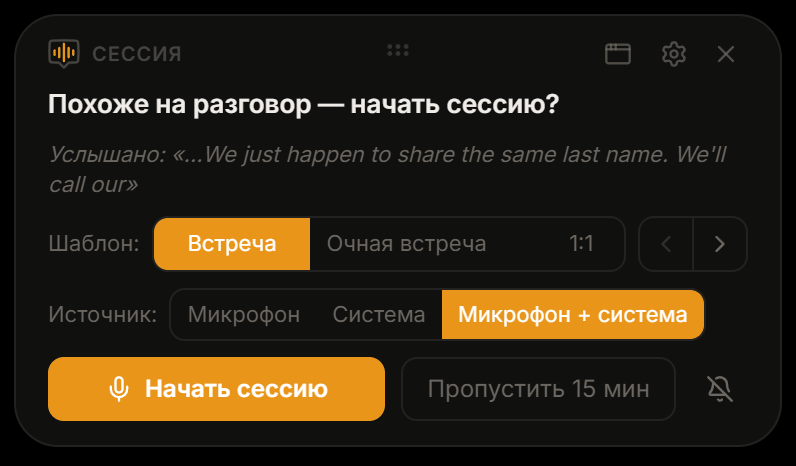 СЕССИЯ
Похоже на разговор — начать сессию?
Услышано: «...We just happen to share the same last name. We'll
call our»
Шаблон: Встреча Очная встреча 1:1
Источник: Микрофон Система Микрофон + система
Начать сессию Пропустить 15 мин